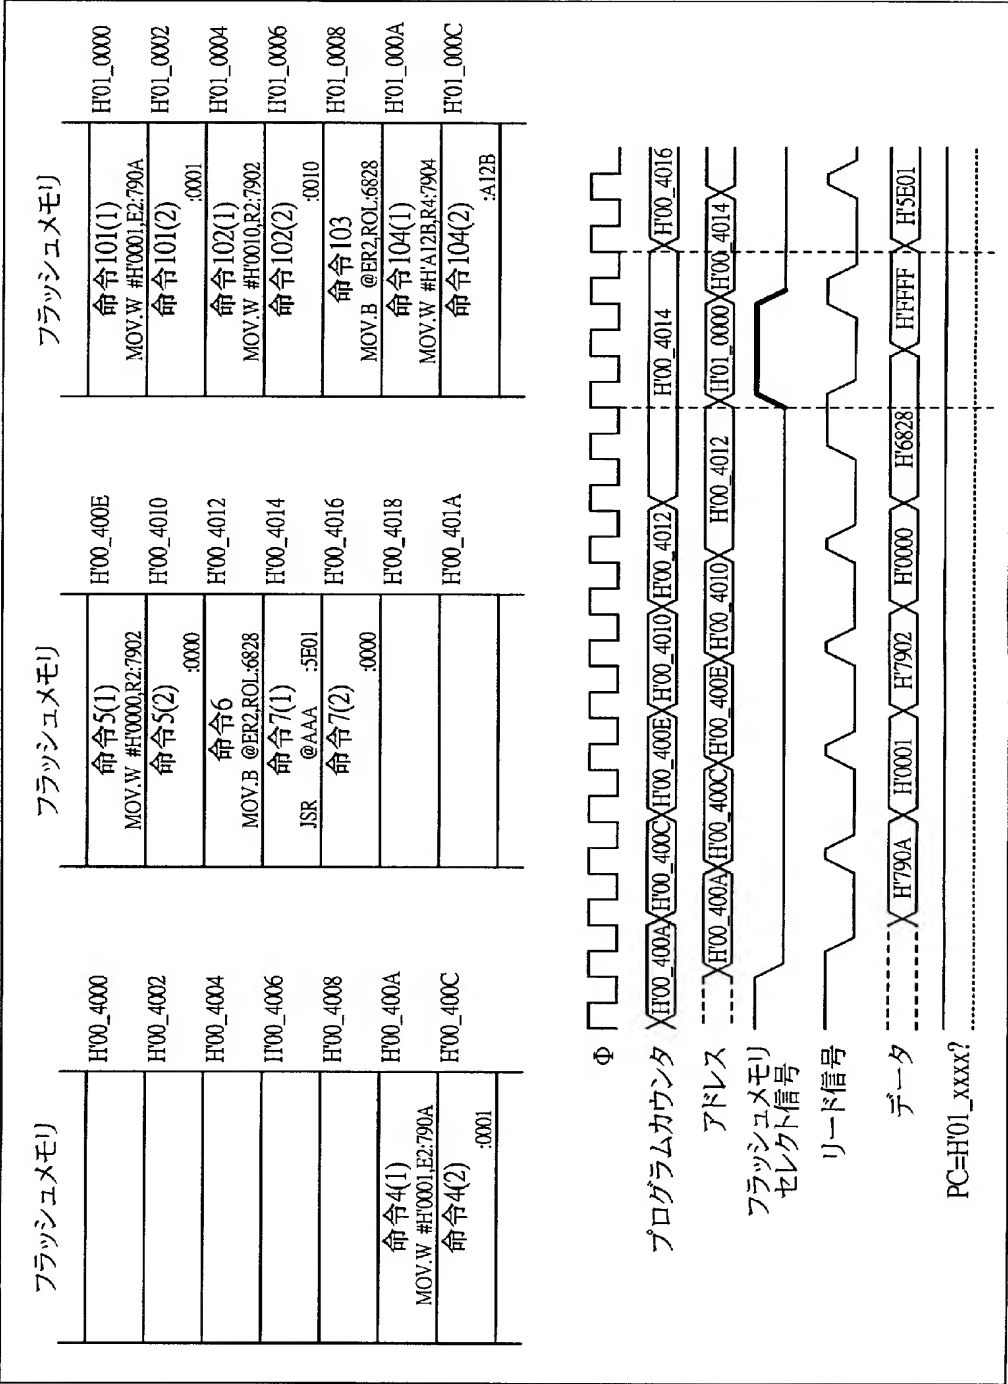 フラッシュメモリ
H'00_4000
H'00_4002
H'00_4004
H'00_4006
H'00_4008
命令4(1)
MOV.W #H'0001,E2:790A
H'00_400A
命令4(2)
:0001
H'00_400C
フラッシュメモリ
命令5(1)
MOV.W #H'0000,R2:7902
H'00_400E
命令5(2)
:0000
H'00_4010
命令6
MOV.B @ER2,ROL:6828
H'00_4012
命令7(1)
JSR @AAA :5E01
H'00_4014
命令7(2)
:0000
H'00_4016
H'00_4018
H'00_401A
フラッシュメモリ
命令101(1)
MOV.W #H'0001,E2:790A
H'01_0000
命令101(2)
:0001
H'01_0002
命令102(1)
MOV.W #H'0010,R2:7902
H'01_0004
命令102(2)
:0010
H'01_0006
命令103
MOV.B @ER2,ROL:6828
H'01_0008
命令104(1)
MOV.W #H'A12B,R4:7904
H'01_000A
命令104(2)
:A12B
H'01_000C
Φ
プログラムカウンタ H'00_400A H'00_400C H'00_400E H'00_4010 H'00_4012 H'00_4014 H'00_4016
アドレス H'00_400A H'00_400C H'00_400E H'00_4010 H'00_4012 H'01_0000 H'00_4014
フラッシュメモリ
セレクト信号
リード信号
データ H'790A H'0001 H'7902 H'0000 H'6828 H'FFFF H'5E01
PC=H'01_xxxx?